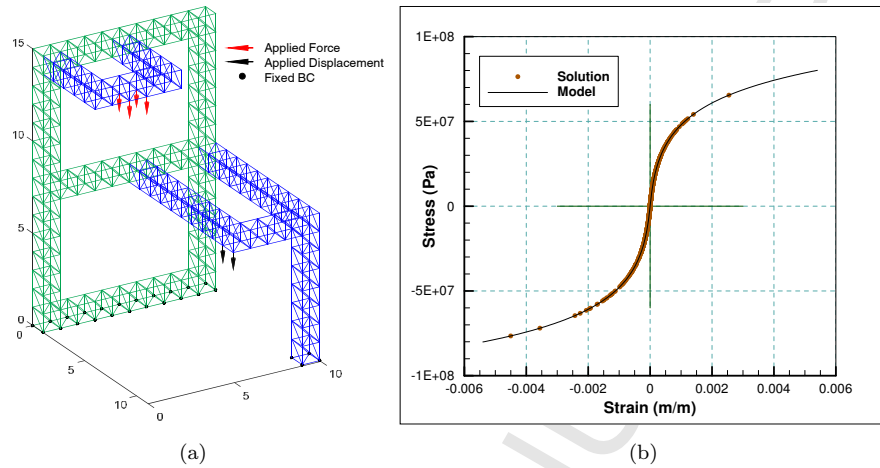 Applied Force
Applied Displacement
Fixed BC
15
10
5
0
0
5
10
0
5
10
(a)
1E+08
5E+07
0
-5E+07
-1E+08
Stress (Pa)
Solution
Model
-0.006 -0.004 -0.002 0 0.002 0.004 0.006
Strain (m/m)
(b)